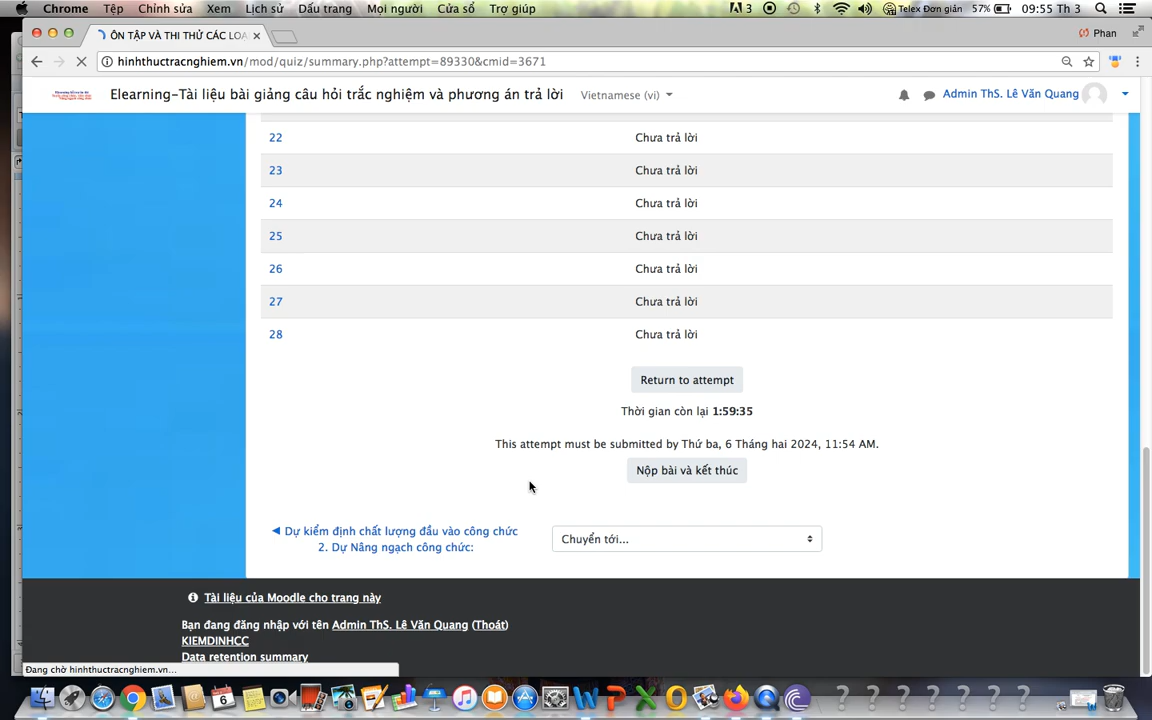 Chrome Tệp Chỉnh sửa Xem Lịch sử Dấu trang Mọi người Cửa sổ Trợ giúp 3 Telex Đơn giản 57% 09:55 Th 3
ÔN TẬP VÀ THI THỬ CÁC LOẠ Phan
hinhthuctracnghiem.vn/mod/quiz/summary.php?attempt=89330&cmid=3671
Elearning-Tài liệu bài giảng câu hỏi trắc nghiệm và phương án trả lời Vietnamese (vi) Admin ThS. Lê Văn Quang
22 Chưa trả lời
23 Chưa trả lời
24 Chưa trả lời
25 Chưa trả lời
26 Chưa trả lời
27 Chưa trả lời
28 Chưa trả lời
Return to attempt
Thời gian còn lại 1:59:35
This attempt must be submitted by Thứ ba, 6 Tháng hai 2024, 11:54 AM.
Nộp bài và kết thúc
◄ Dự kiểm định chất lượng đầu vào công chức
2. Dự Nâng ngạch công chức:
Chuyển tới...
Tài liệu của Moodle cho trang này
Bạn đang đăng nhập với tên Admin ThS. Lê Văn Quang (Thoát)
KIEMDINHCC
Data retention summary
Đang chờ hinhthuctracnghiem.vn...
6